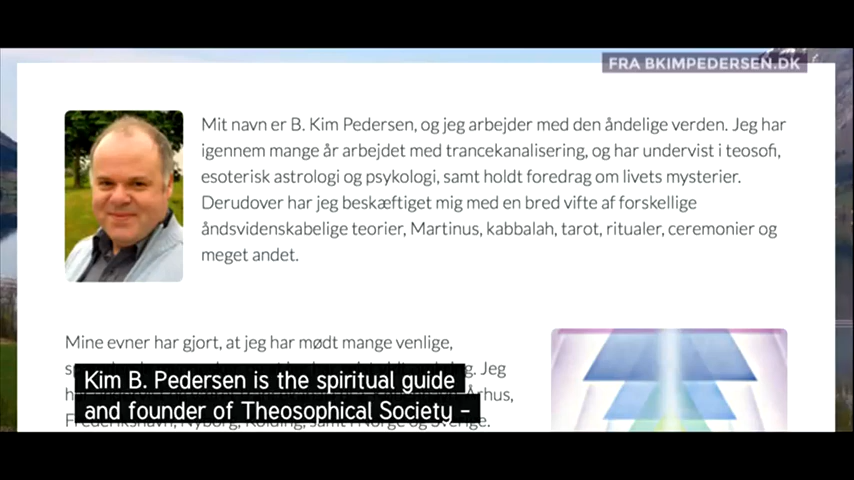 FRA BKIMPEDERSEN.DK
Mit navn er B. Kim Pedersen, og jeg arbejder med den åndelige verden. Jeg har
igennem mange år arbejdet med trancekanalisering, og har undervist i teosofi,
esoterisk astrologi og psykologi, samt holdt foredrag om livets mysterier.
Derudover har jeg beskæftiget mig med en bred vifte af forskellige
åndsvidenskabelige teorier, Martinus, kabbalah, tarot, ritualer, ceremonier og
meget andet.
Mine evner har gjort, at jeg har mødt mange venlige,
Jeg
Århus,
Frederikshavn, Nyborg, Kolding, samt i Norge og Sverige.
Kim B. Pedersen is the spiritual guide
and founder of Theosophical Society –